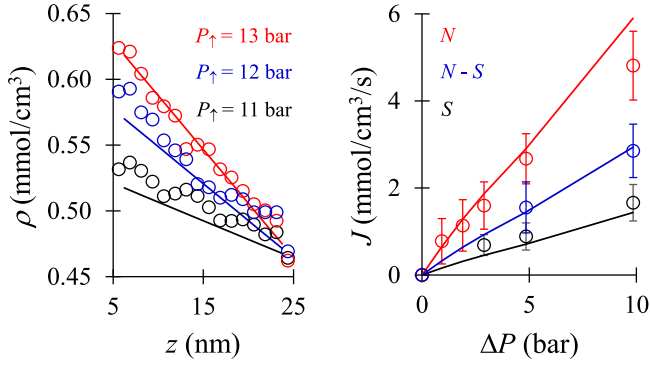 P↑ = 13 bar
P↑ = 12 bar
P↑ = 11 bar
0.65
0.60
0.55
0.50
0.45
ρ (mmol/cm³)
5
15
25
z (nm)
N
N - S
S
6
4
2
0
J (mmol/cm³/s)
0
5
10
ΔP (bar)